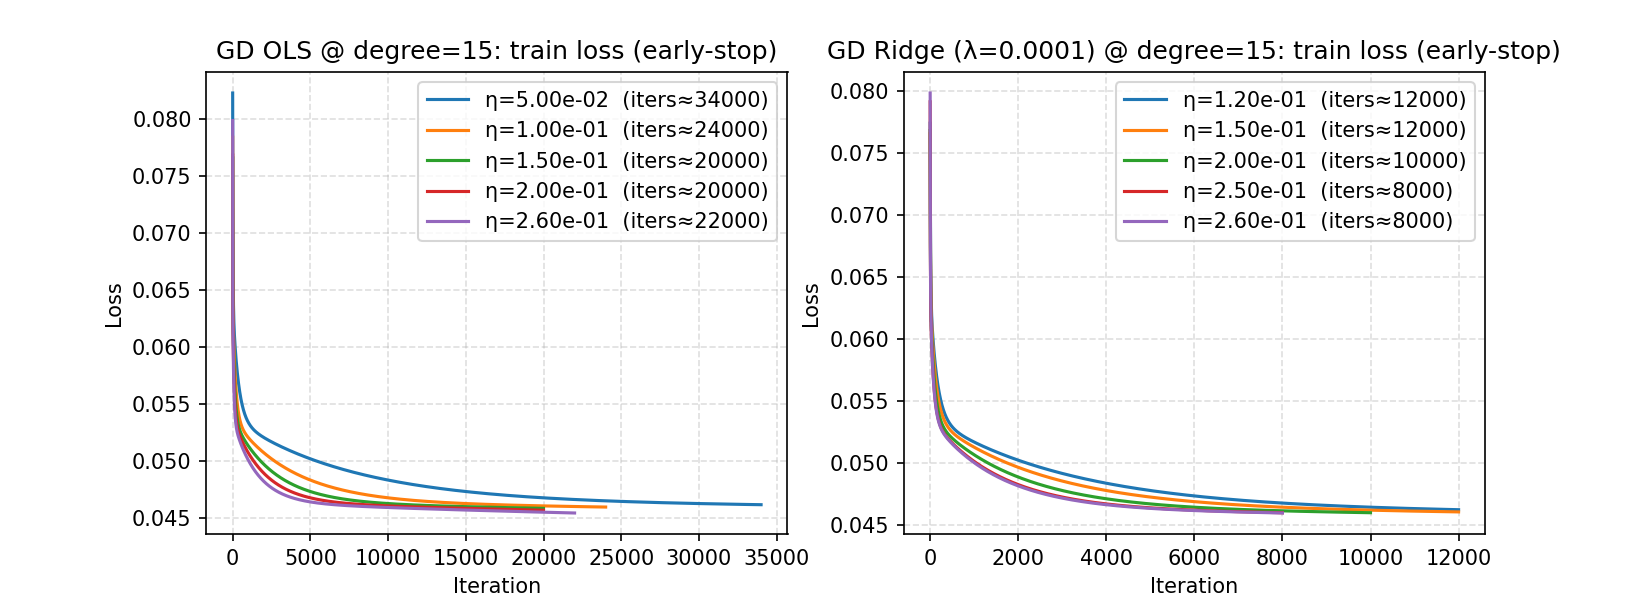 GD OLS @ degree=15: train loss (early-stop)
η=5.00e-02 (iters≈34000)
η=1.00e-01 (iters≈24000)
η=1.50e-01 (iters≈20000)
η=2.00e-01 (iters≈20000)
η=2.60e-01 (iters≈22000)
0.080
0.075
0.070
0.065
0.060
0.055
0.050
0.045
Loss
0 5000 10000 15000 20000 25000 30000 35000
Iteration
GD Ridge (λ=0.0001) @ degree=15: train loss (early-stop)
η=1.20e-01 (iters≈12000)
η=1.50e-01 (iters≈12000)
η=2.00e-01 (iters≈10000)
η=2.50e-01 (iters≈8000)
η=2.60e-01 (iters≈8000)
0.080
0.075
0.070
0.065
0.060
0.055
0.050
0.045
Loss
0 2000 4000 6000 8000 10000 12000
Iteration